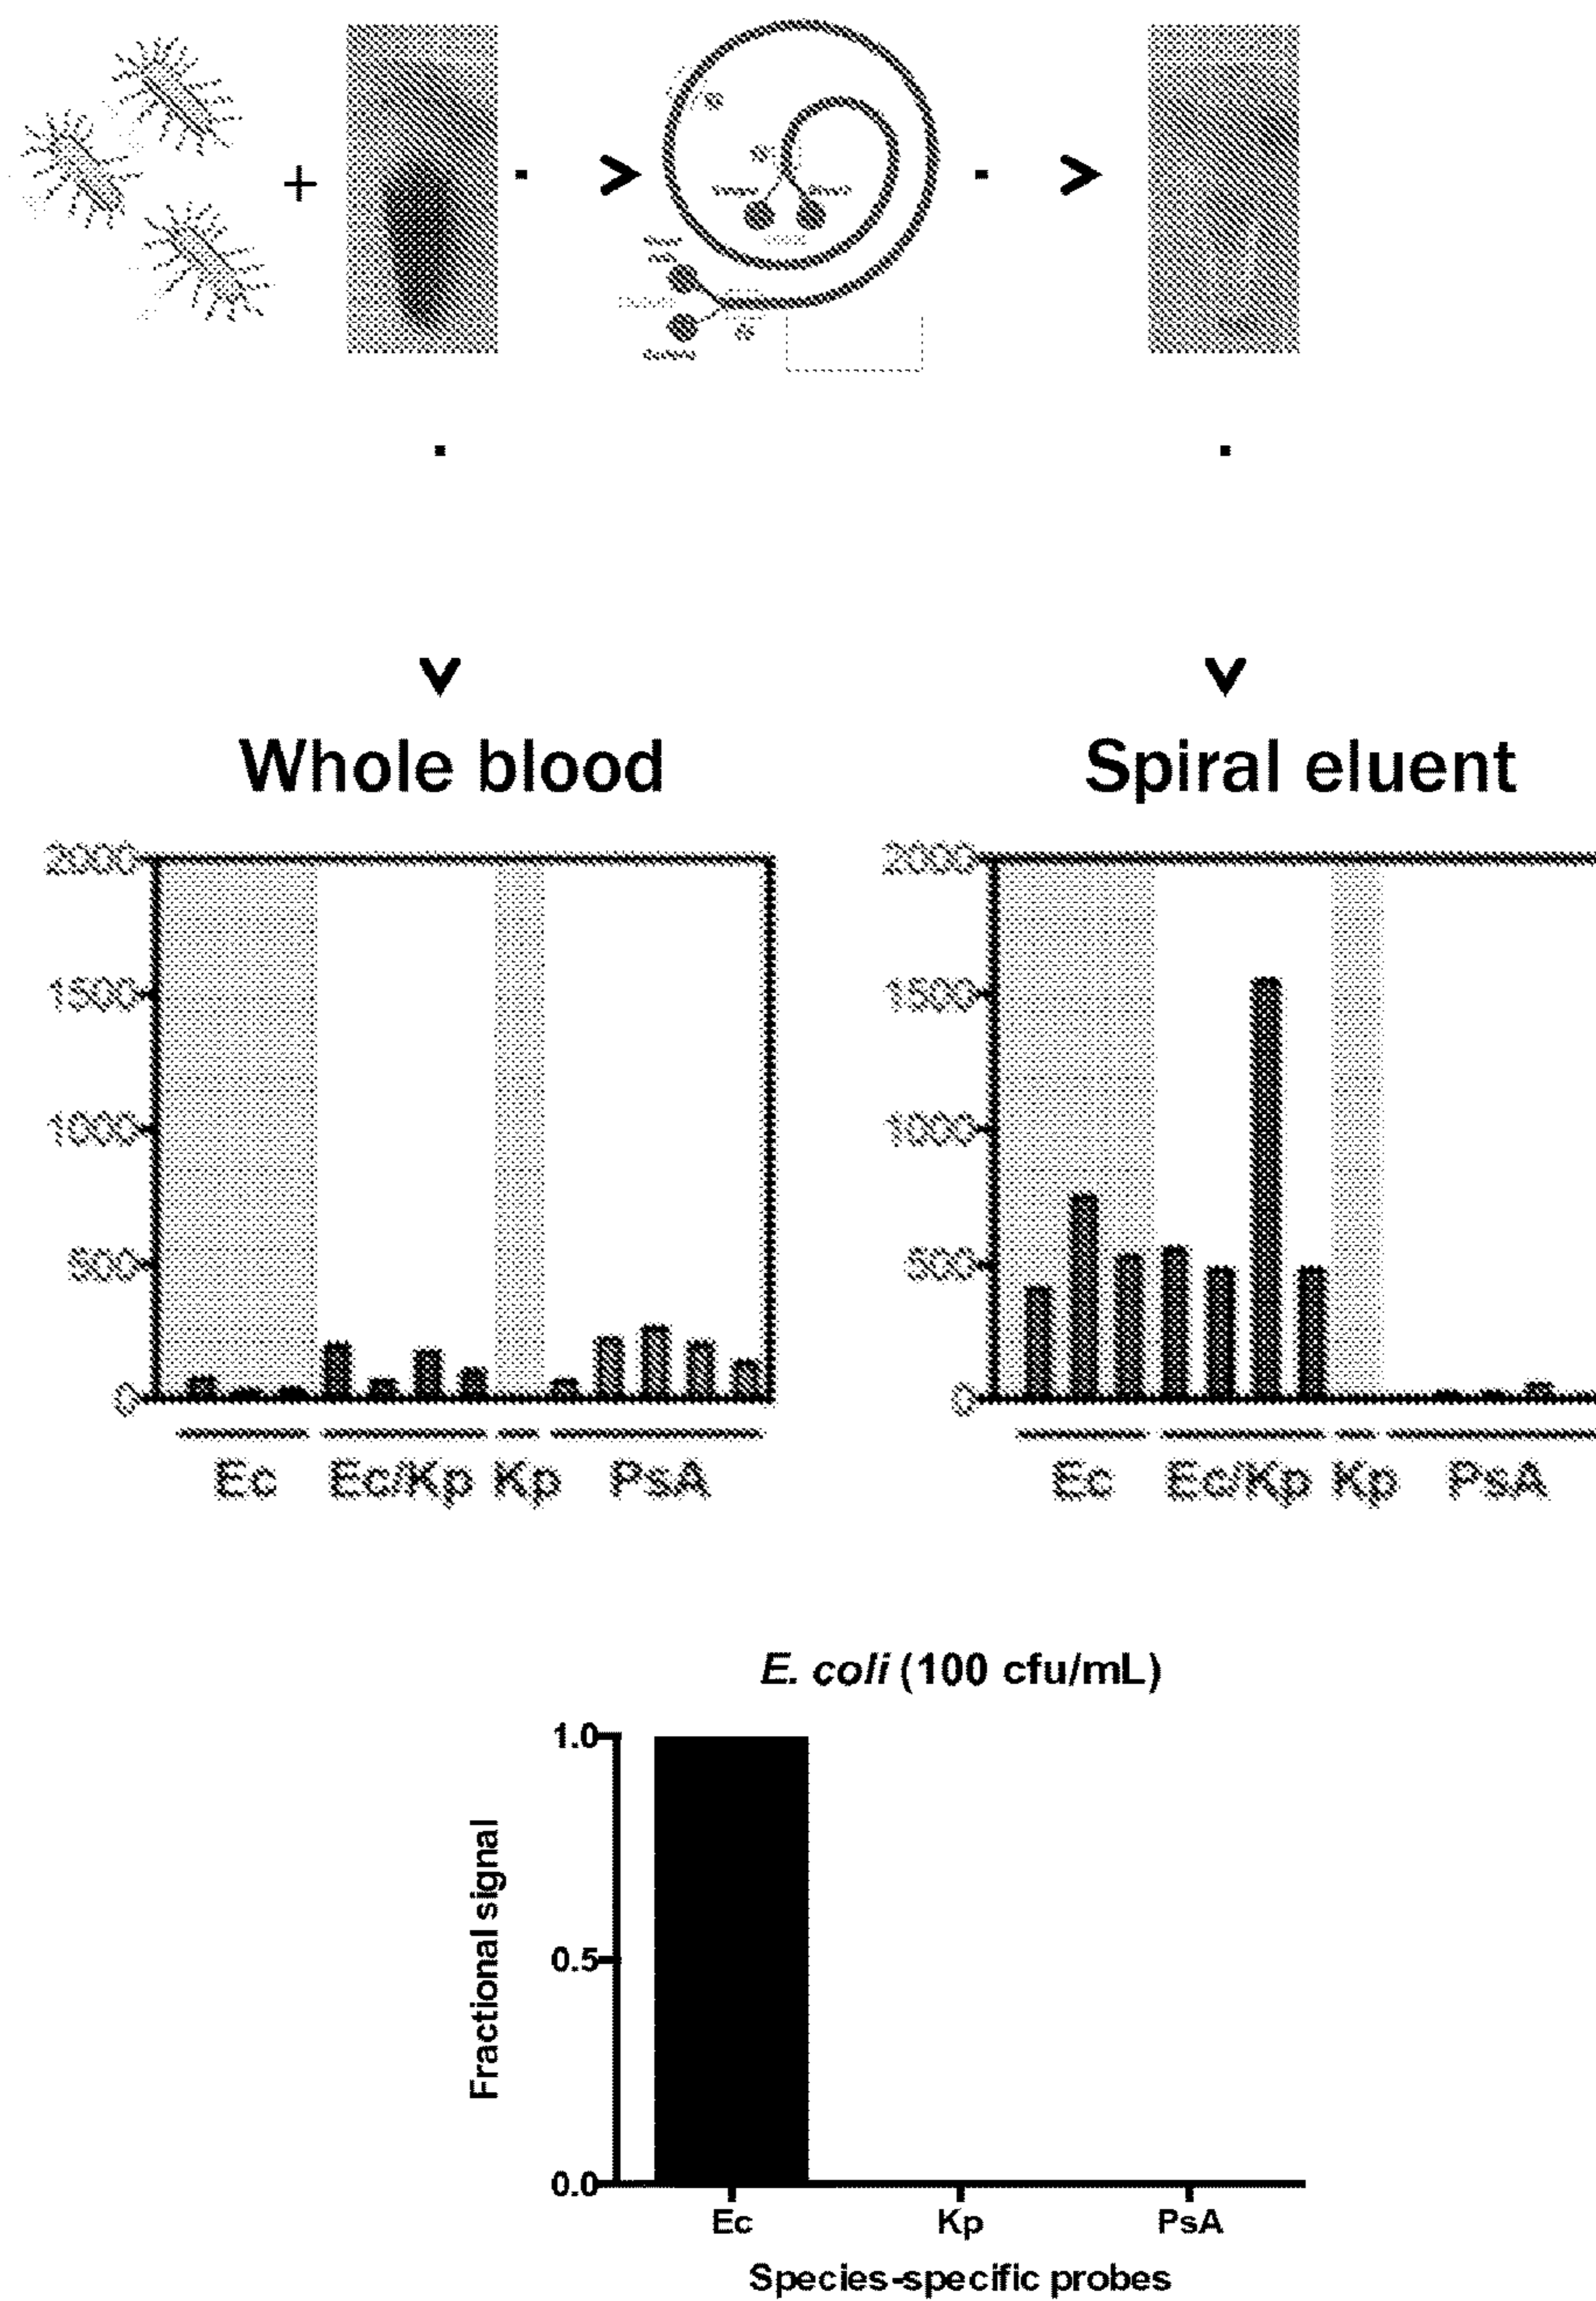 +
Whole blood
Spiral eluent
2000
1500
1000
500
0
Ec Ec/Kp Kp PsA
2000
1500
1000
500
0
Ec Ec/Kp Kp PsA
E. coli (100 cfu/mL)
1.0
0.5
0.0
Fractional signal
Ec Kp PsA
Species-specific probes